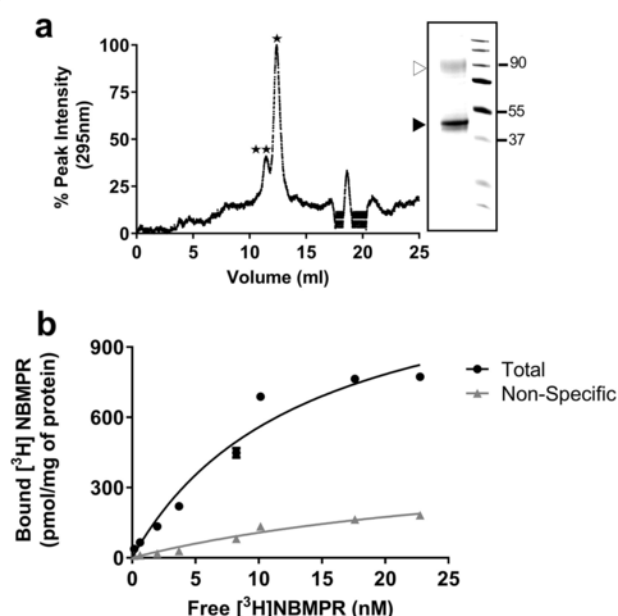 a
% Peak Intensity
(295nm)
100
75
50
25
0
0 5 10 15 20 25
Volume (ml)
90
55
37
b
Bound [³H] NBMPR
(pmol/mg of protein)
900
600
300
0
0 5 10 15 20 25
Free [³H]NBMPR (nM)
Total
Non-Specific